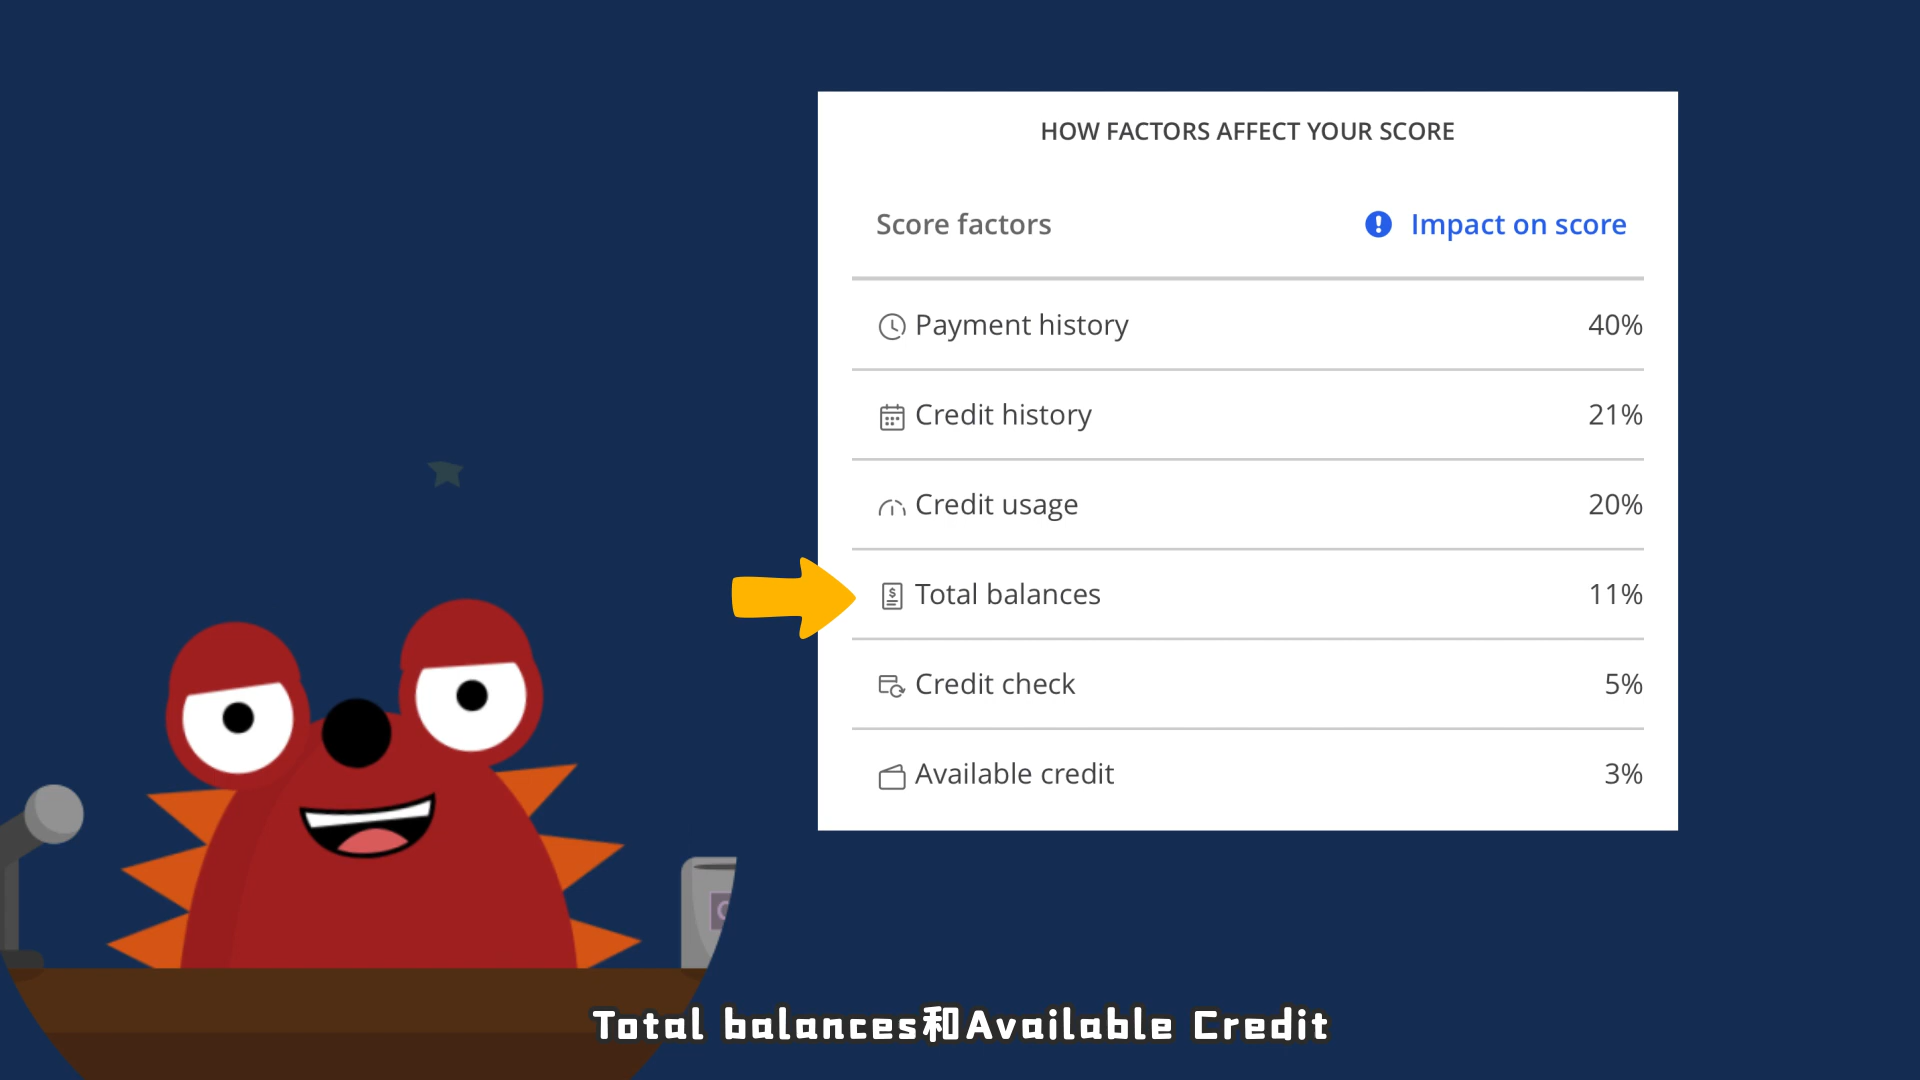 HOW FACTORS AFFECT YOUR SCORE
Score factors Impact on score
Payment history 40%
Credit history 21%
Credit usage 20%
Total balances 11%
Credit check 5%
Available credit 3%
Total balances和Available Credit